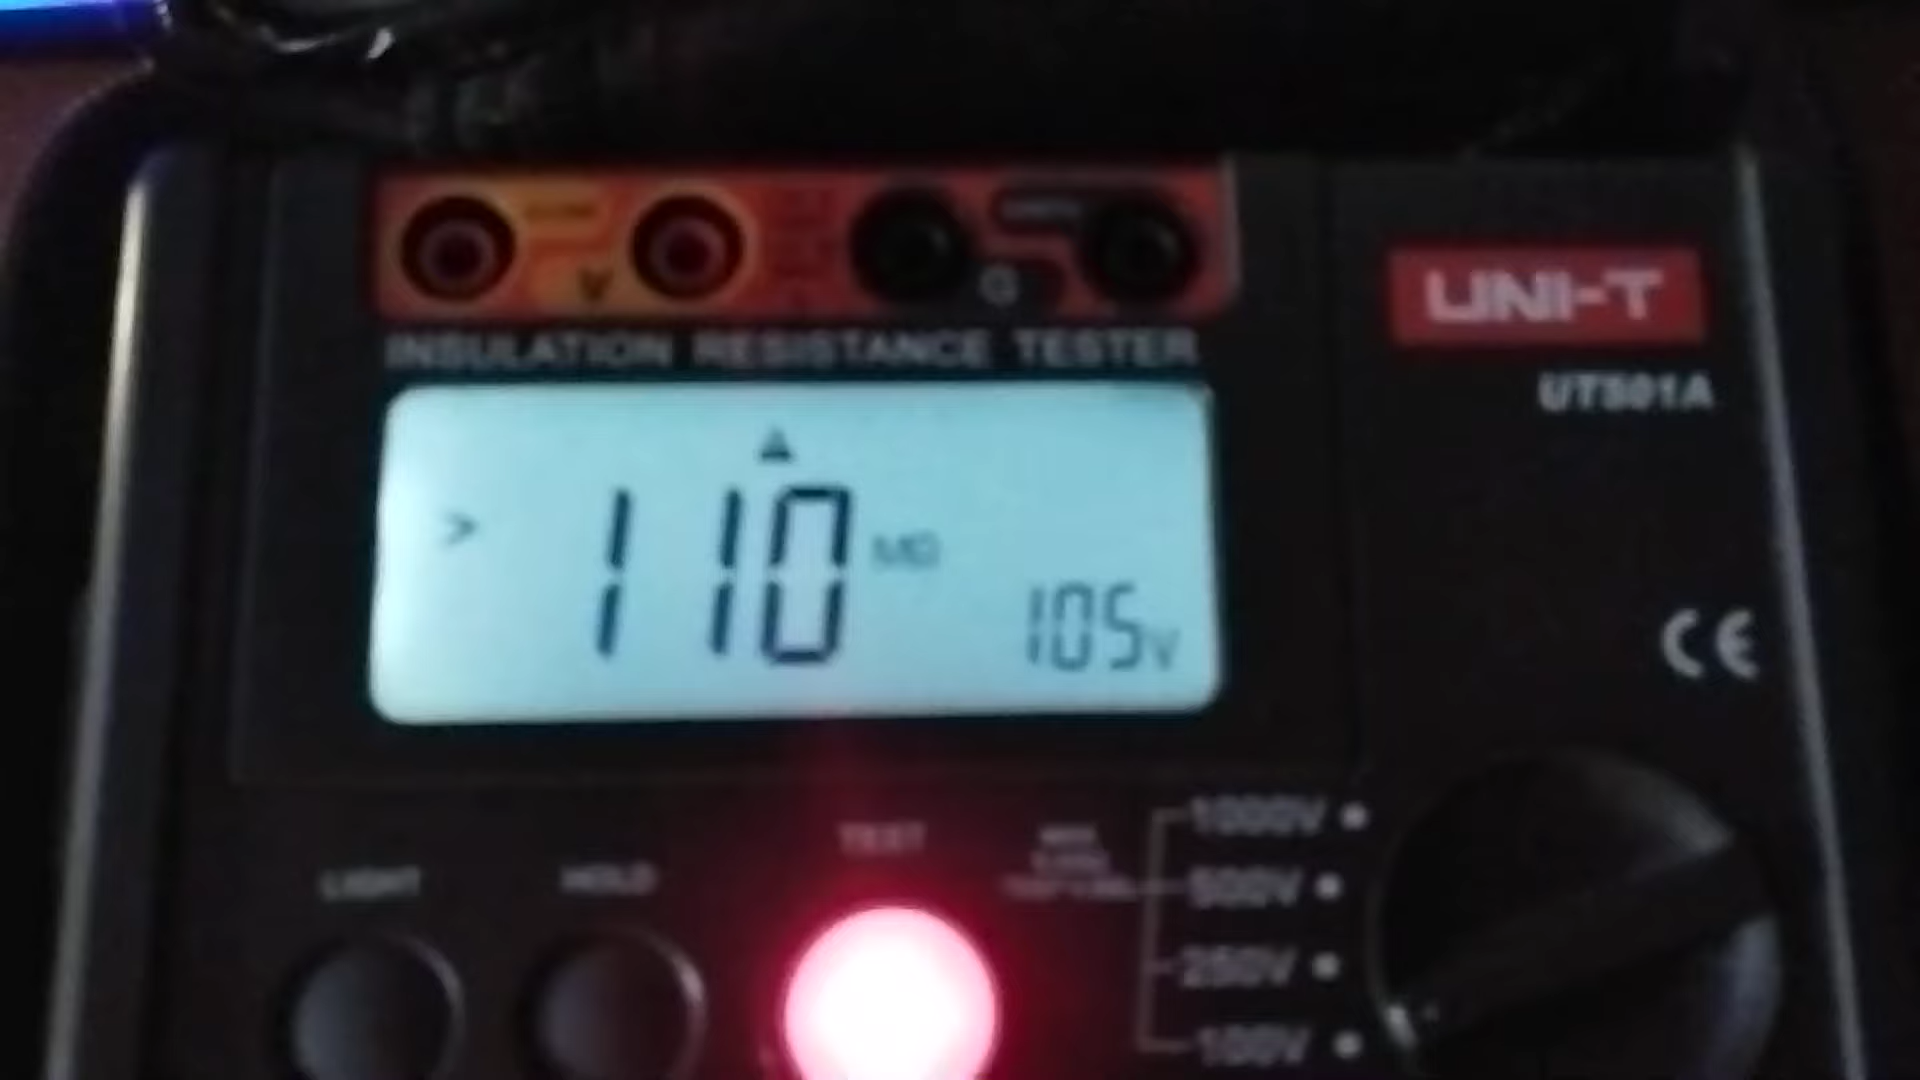 V
Ω
INSULATION RESISTANCE TESTER
UNI-T
UT501A
> 110 MΩ
105V
CE
TEST
LIGHT
HOLD
1000V
500V
250V
100V